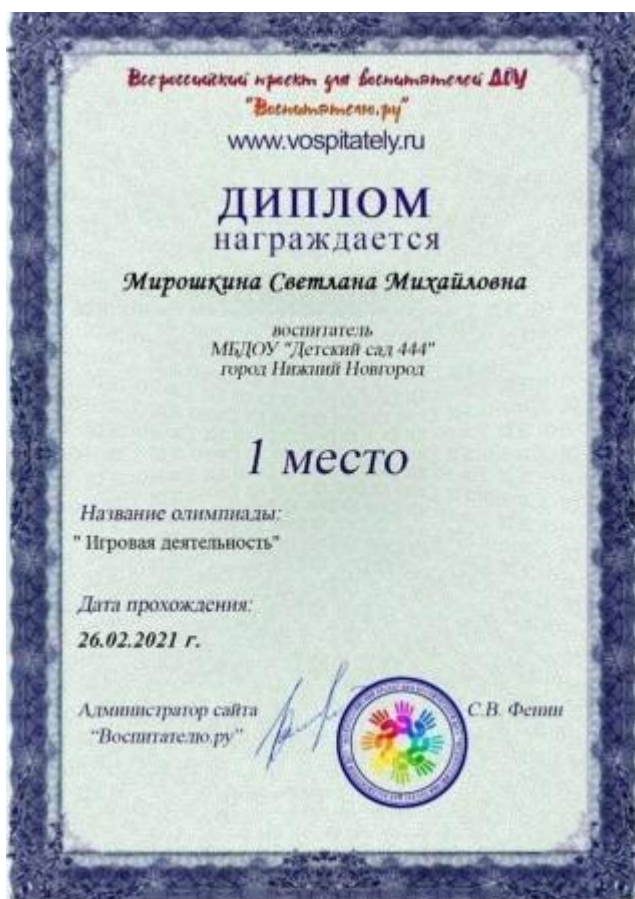 Всероссийский проект для воспитателей ДОУ
"Воспитателю.ру"
www.vospitately.ru
ДИПЛОМ
награждается
Мирошкина Светлана Михайловна
воспитатель
МБДОУ "Детский сад 444"
город Нижний Новгород
1 место
Название олимпиады:
" Игровая деятельность"
Дата прохождения:
26.02.2021 г.
Администратор сайта
"Воспитателю.ру"
С.В. Фенин